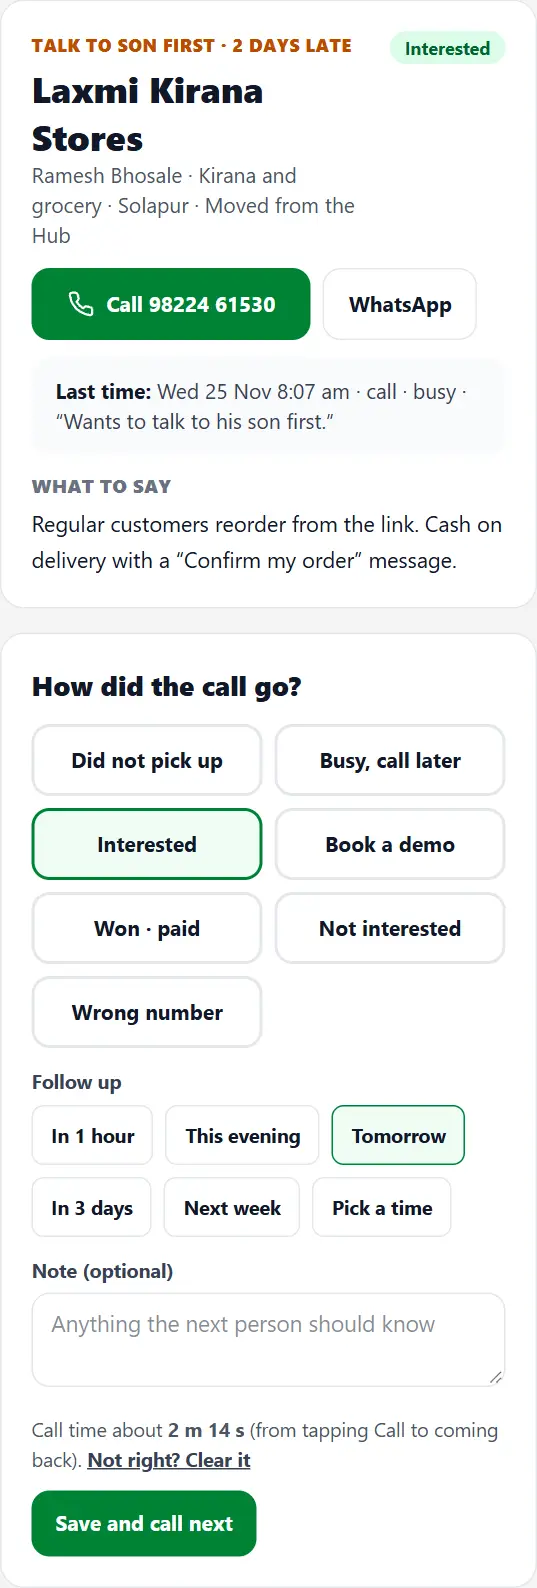 TALK TO SON FIRST · 2 DAYS LATE
Interested
Laxmi Kirana
Stores
Ramesh Bhosale · Kirana and
grocery · Solapur · Moved from the
Hub
Call 98224 61530
WhatsApp
Last time: Wed 25 Nov 8:07 am · call · busy ·
“Wants to talk to his son first.”
WHAT TO SAY
Regular customers reorder from the link. Cash on
delivery with a “Confirm my order” message.
How did the call go?
Did not pick up
Busy, call later
Interested
Book a demo
Won · paid
Not interested
Wrong number
Follow up
In 1 hour
This evening
Tomorrow
In 3 days
Next week
Pick a time
Note (optional)
Anything the next person should know
Call time about 2 m 14 s (from tapping Call to coming
back). Not right? Clear it
Save and call next